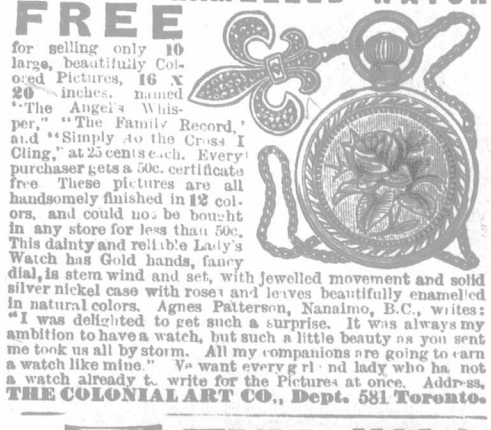 FREE
for selling only 10
large, beautifully Col-
ored Pictures, 16 x
20 inches, named
"The Angel's Whis-
per," "The Family Record,"
and "Simply to the Cross I
Cling," at 25 cents each. Every
purchaser gets a 50c. certificate
free. These pictures are all
handsomely finished in 12 col-
ors, and could not be bought
in any store for less than 50c.
This dainty and reliable Lady's
Watch has Gold hands, fancy
dial, is stem wind and set, with jewelled movement and solid
silver nickel case with roses and leaves beautifully enamelled
in natural colors. Agnes Patterson, Nanaimo, B.C., writes:
"I was delighted to get such a surprise. It was always my
ambition to have a watch, but such a little beauty as you sent
me took us all by storm. All my companions are going to earn
a watch like mine." We want every girl and lady who has not
a watch already to write for the Pictures at once. Address,
THE COLONIAL ART CO., Dept. 581 Toronto.